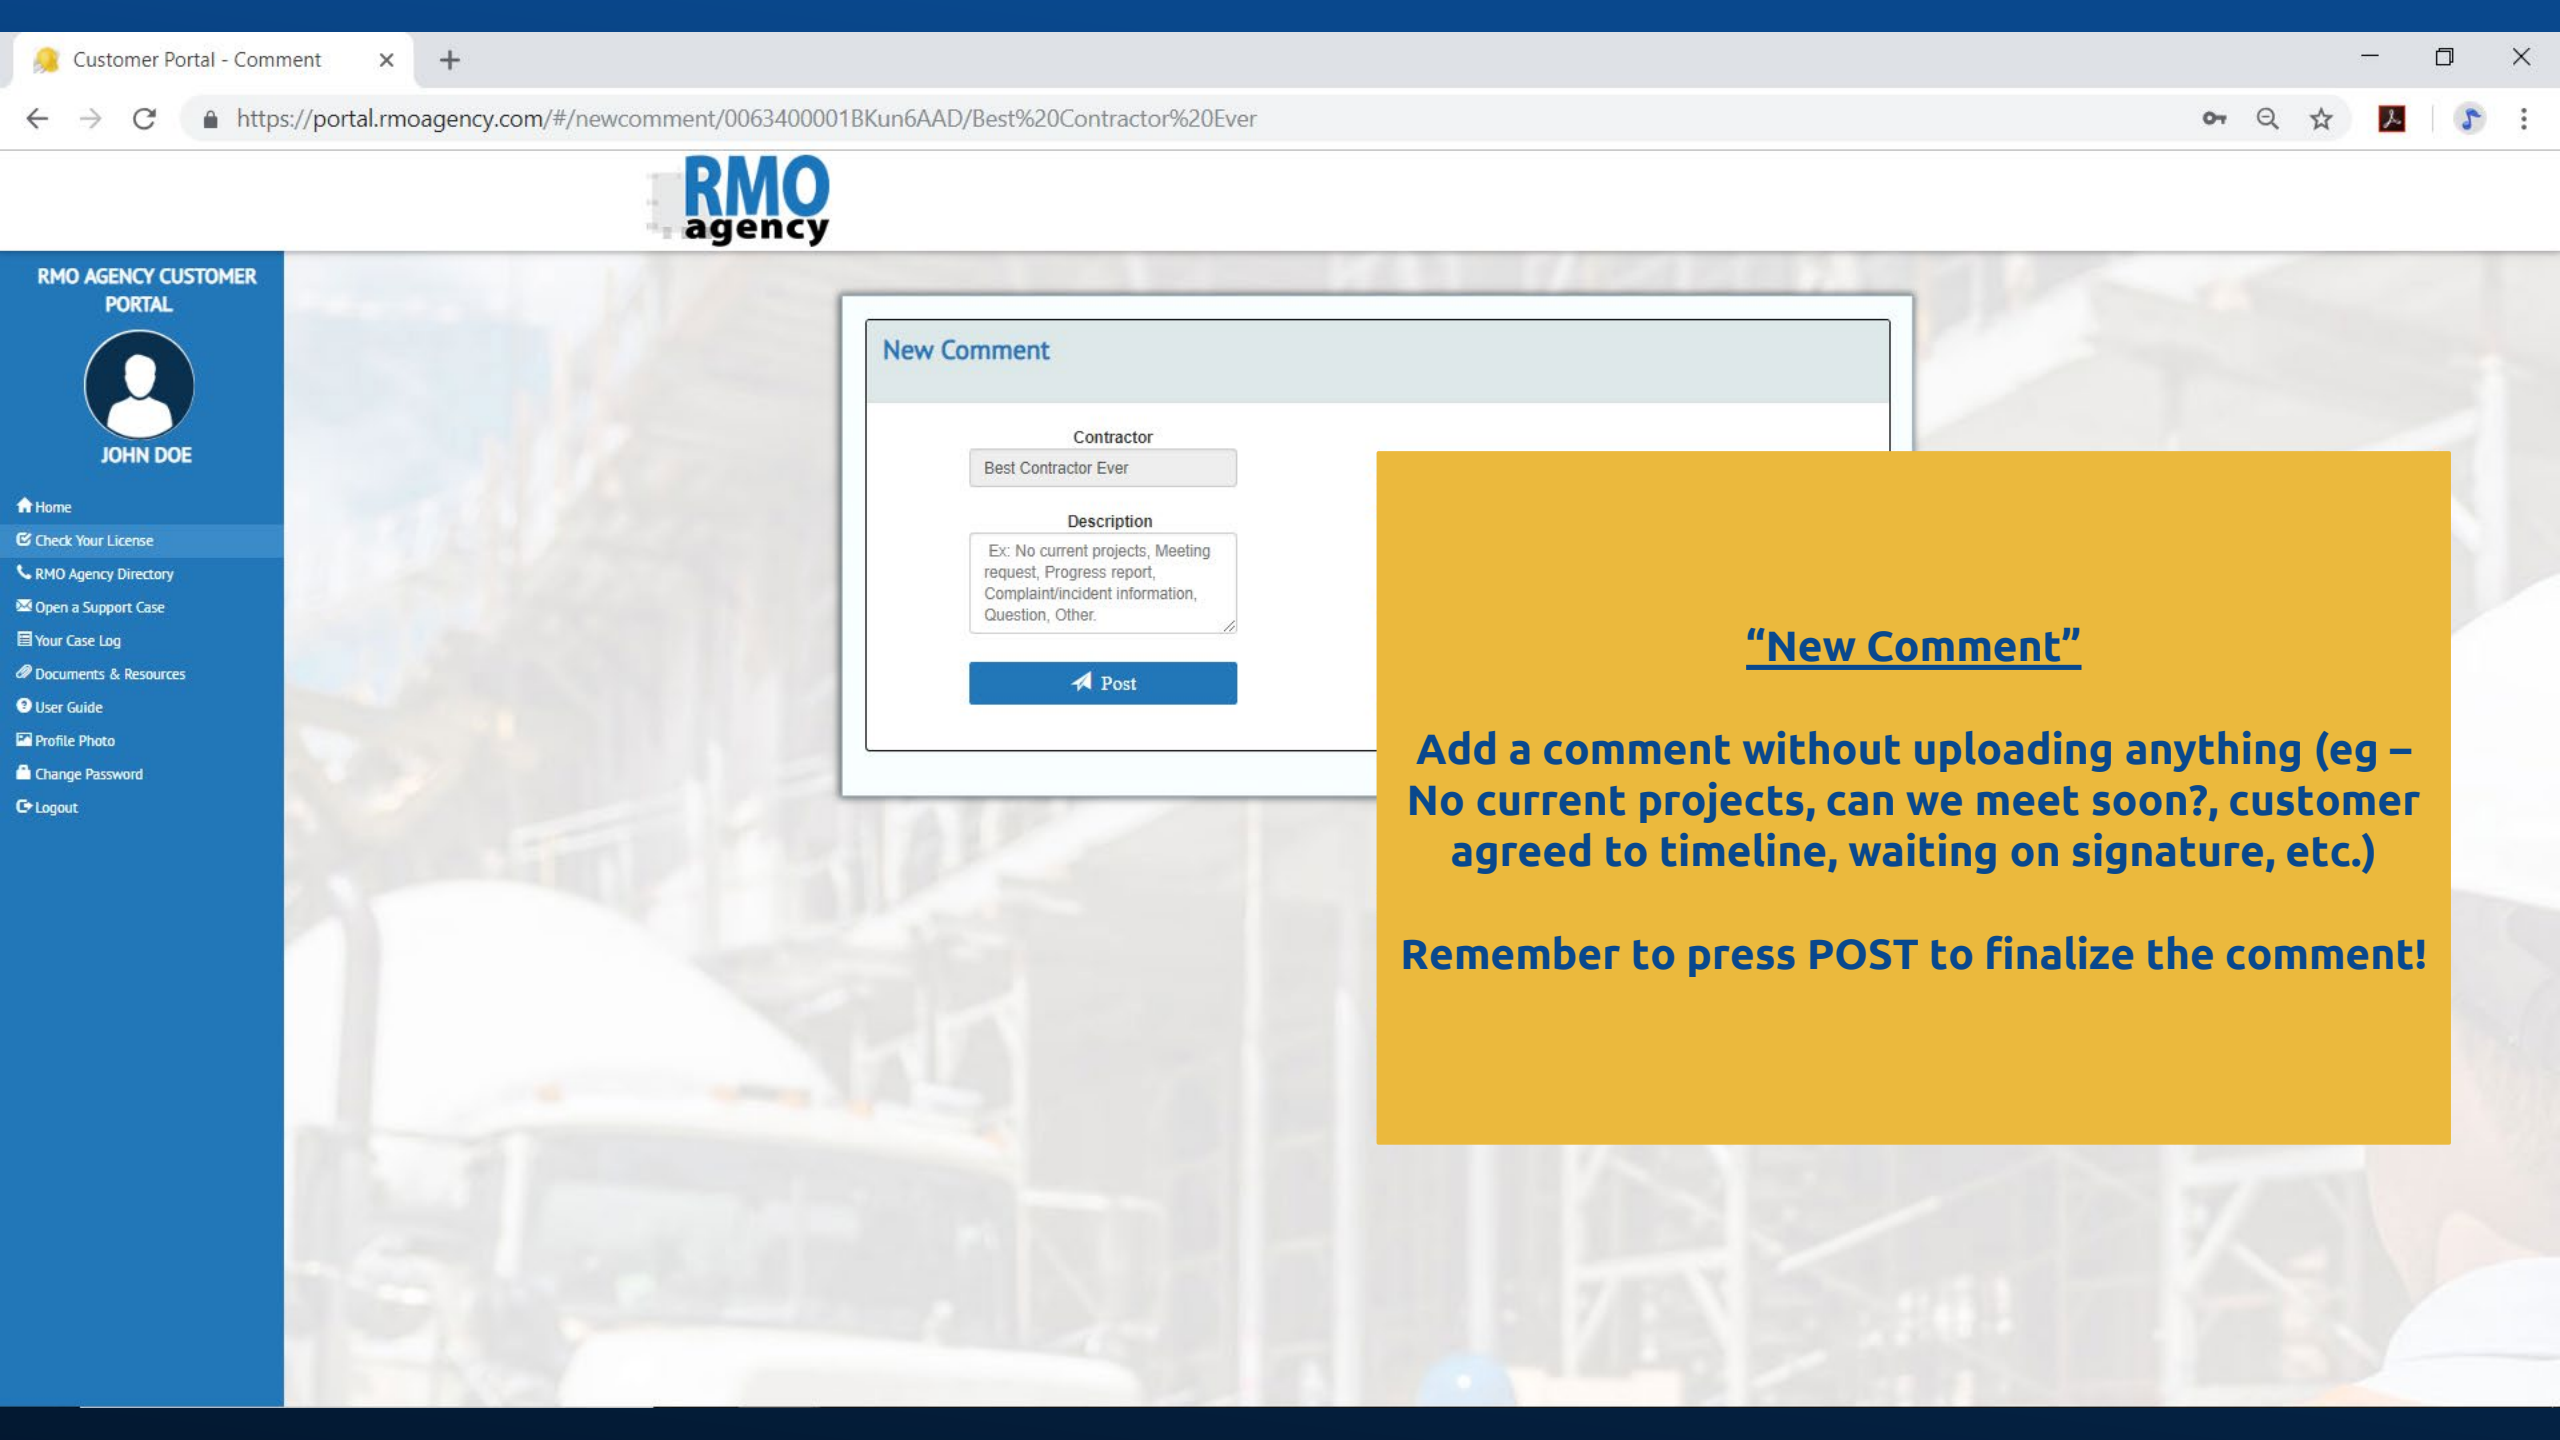 Customer Portal - Comment
https://portal.rmoagency.com/#/newcomment/0063400001BKun6AAD/Best%20Contractor%20Ever
RMO
agency
RMO AGENCY CUSTOMER
PORTAL
JOHN DOE
Home
Check Your License
RMO Agency Directory
Open a Support Case
Your Case Log
Documents & Resources
User Guide
Profile Photo
Change Password
Logout
New Comment
Contractor
Best Contractor Ever
Description
Ex: No current projects, Meeting
request, Progress report,
Complaint/incident information,
Question, Other.
Post
“New Comment”
Add a comment without uploading anything (eg –
No current projects, can we meet soon?, customer
agreed to timeline, waiting on signature, etc.)
Remember to press POST to finalize the comment!